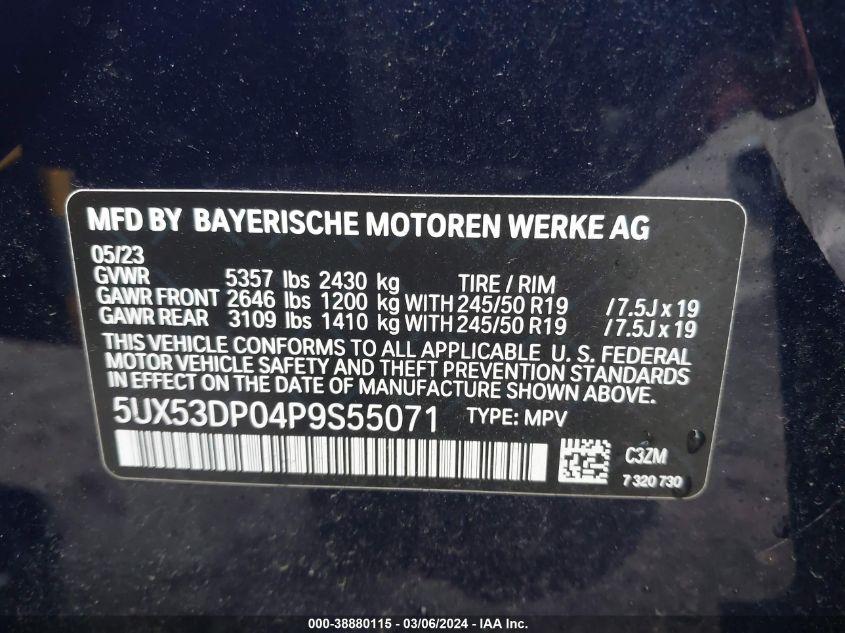 MFD BY BAYERISCHE MOTOREN WERKE AG
05/23
GVWR 5357 lbs 2430 kg TIRE / RIM
GAWR FRONT 2646 lbs 1200 kg WITH 245/50 R19 / 7.5J x 19
GAWR REAR 3109 lbs 1410 kg WITH 245/50 R19 / 7.5J x 19
THIS VEHICLE CONFORMS TO ALL APPLICABLE U. S. FEDERAL
MOTOR VEHICLE SAFETY AND THEFT PREVENTION STANDARDS
IN EFFECT ON THE DATE OF MANUFACTURE SHOWN ABOVE.
5UX53DP04P9S55071 TYPE: MPV
C3ZM
7 320 730
000-38880115 - 03/06/2024 - IAA Inc.